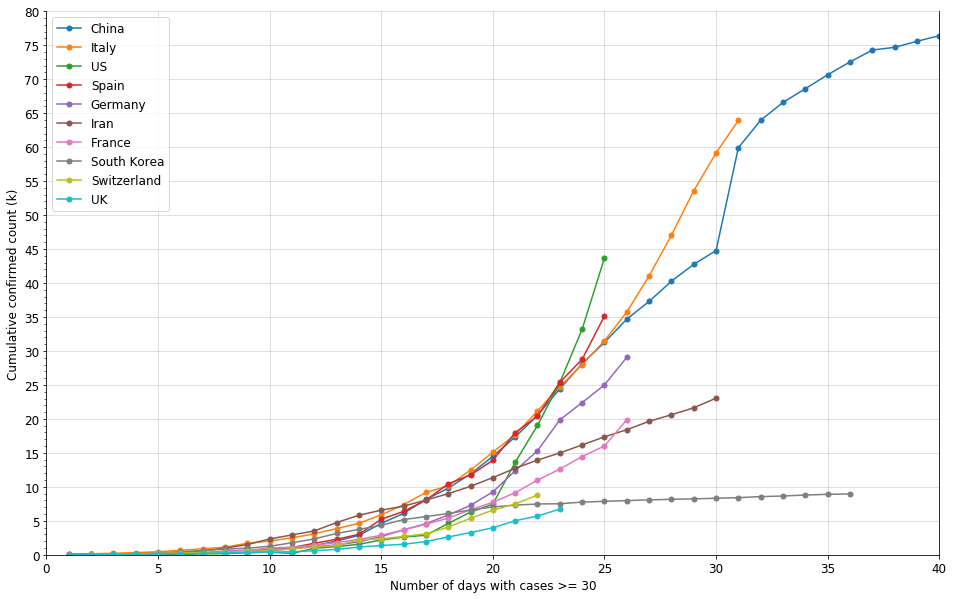 80
75
70
65
60
55
50
45
40
35
30
25
20
15
10
5
0
Cumulative confirmed count (k)
China
Italy
US
Spain
Germany
Iran
France
South Korea
Switzerland
UK
0 5 10 15 20 25 30 35 40
Number of days with cases >= 30